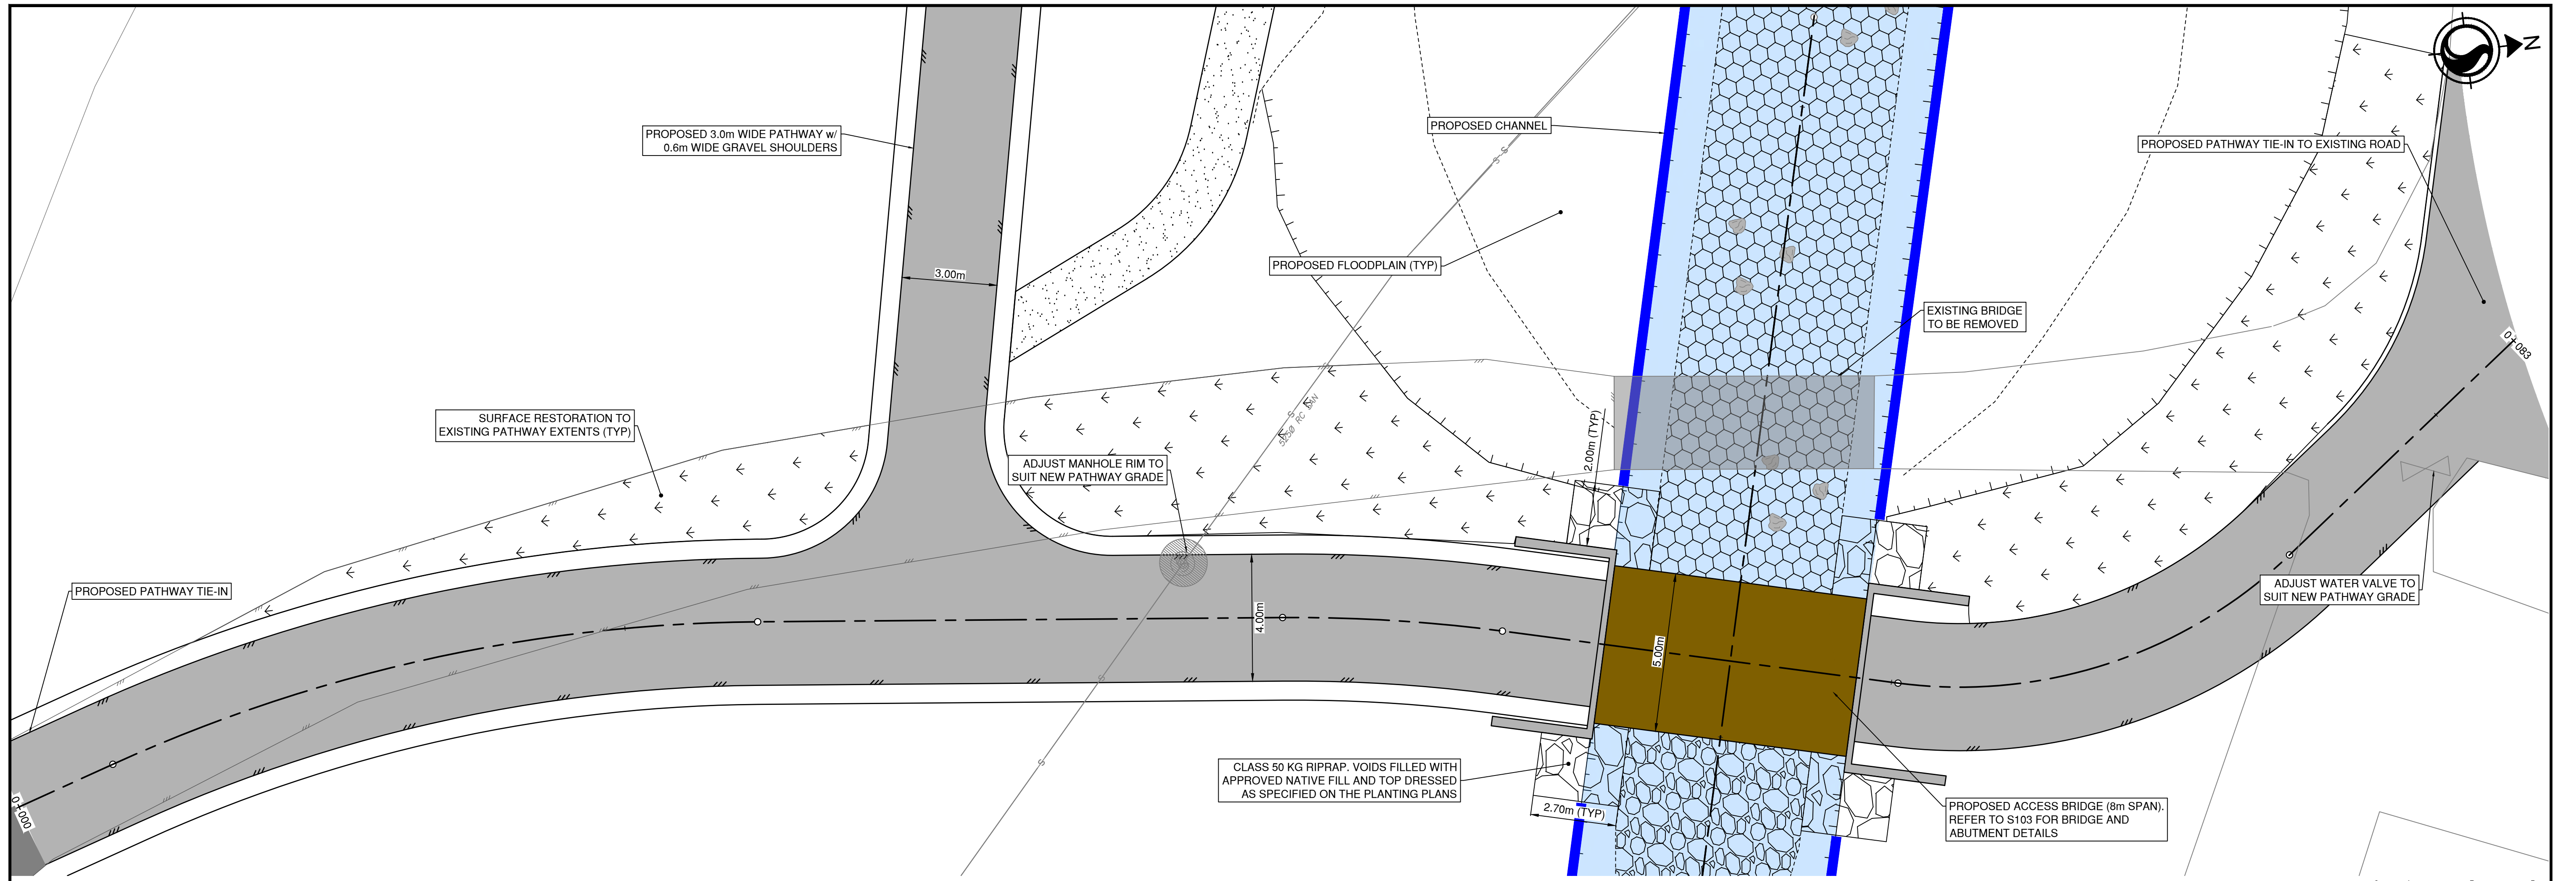 N
PROPOSED 3.0m WIDE PATHWAY w/
0.6m WIDE GRAVEL SHOULDERS
PROPOSED CHANNEL
PROPOSED PATHWAY TIE-IN TO EXISTING ROAD
S-S
3.00m
PROPOSED FLOODPLAIN (TYP)
EXISTING BRIDGE
TO BE REMOVED
0+083
SURFACE RESTORATION TO
EXISTING PATHWAY EXTENTS (TYP)
S
2.00m (TYP)
ADJUST MANHOLE RIM TO
SUIT NEW PATHWAY GRADE
PROPOSED PATHWAY TIE-IN
ADJUST WATER VALVE TO
SUIT NEW PATHWAY GRADE
4.00m
5.00m
S
S
CLASS 50 KG RIPRAP. VOIDS FILLED WITH
APPROVED NATIVE FILL AND TOP DRESSED
AS SPECIFIED ON THE PLANTING PLANS
0+000
2.70m (TYP)
PROPOSED ACCESS BRIDGE (8m SPAN).
REFER TO S103 FOR BRIDGE AND
ABUTMENT DETAILS